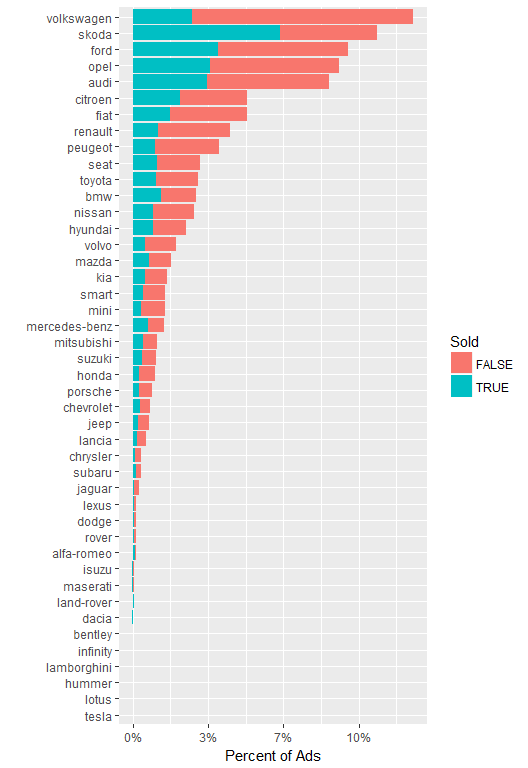 volkswagen
skoda
ford
opel
audi
citroen
fiat
renault
peugeot
seat
toyota
bmw
nissan
hyundai
volvo
mazda
kia
smart
mini
mercedes-benz
mitsubishi
suzuki
honda
porsche
chevrolet
jeep
lancia
chrysler
subaru
jaguar
lexus
dodge
rover
alfa-romeo
isuzu
maserati
land-rover
dacia
bentley
infinity
lamborghini
hummer
lotus
tesla
0% 3% 7% 10%
Percent of Ads
Sold
FALSE
TRUE